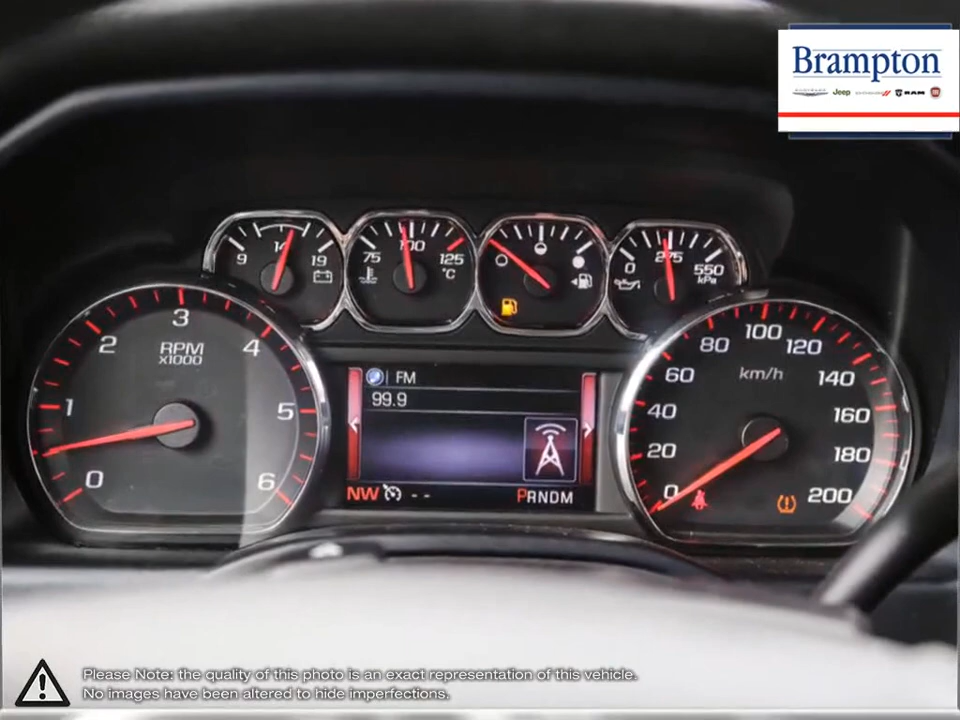 Brampton
Jeep
RAM
14
9
19
100
75
125
°C
0
275
550
kPa
3
2
4
RPM
x1000
1
5
0
6
FM
99.9
NW
--
PRNDM
100
80
120
60
km/h
140
40
160
20
180
0
200
Please Note: the quality of this photo is an exact representation of this vehicle.
No images have been altered to hide imperfections.